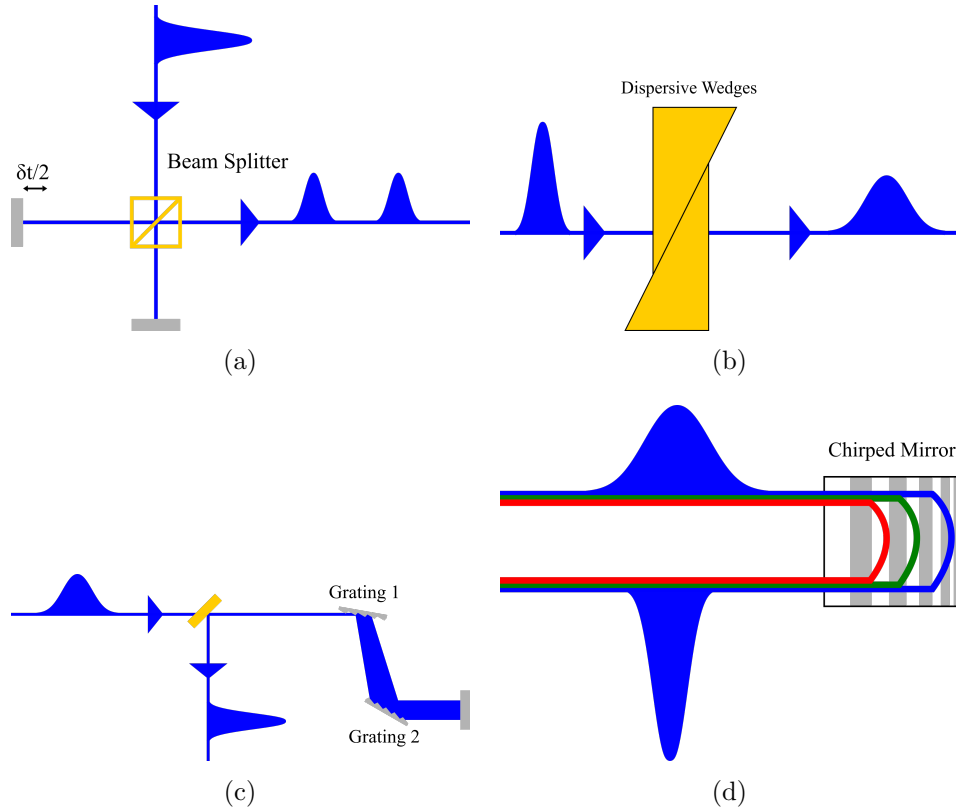 δt/2
Beam Splitter
(a)
Dispersive Wedges
(b)
Grating 1
Grating 2
(c)
Chirped Mirror
(d)